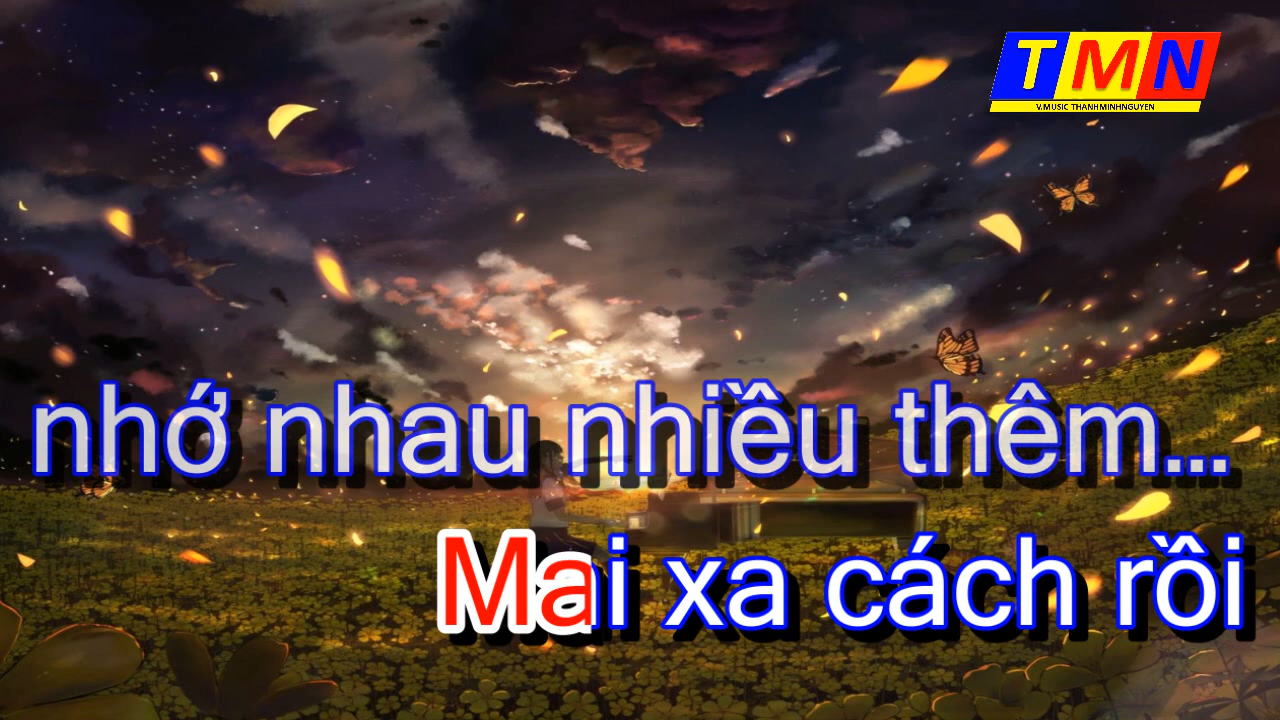 TMN
V.MUSIC THANHMINHNGUYEN
nhớ nhau nhiều thêm...
Mai xa cách rồi